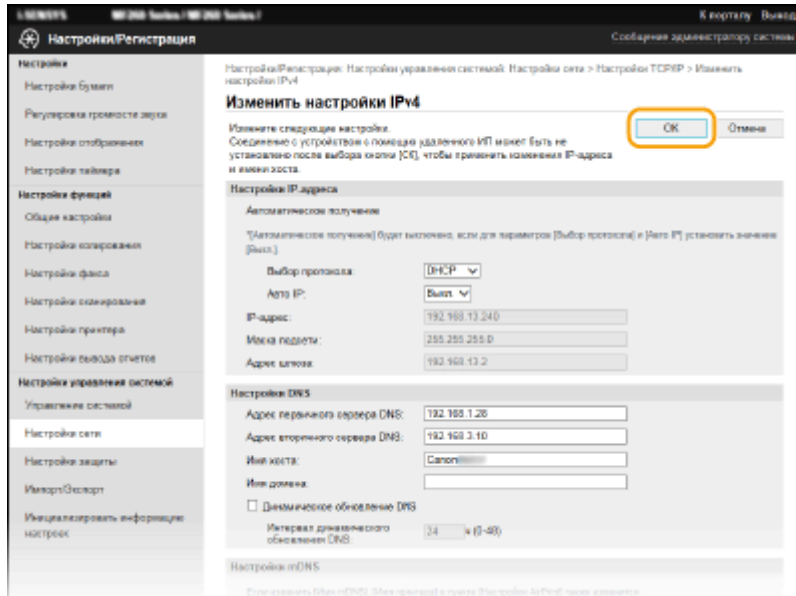 i-SENSYS MF260 Series / MF260 Series /
К порталу Выход
Настройки/Регистрация
Сообщение администратору системы
Настройки
Настройки бумаги
Регулировка громкости звука
Настройки отображения
Настройки таймера
Настройки функций
Общие настройки
Настройки копирования
Настройки факса
Настройки сканирования
Настройки принтера
Настройки вывода отчетов
Настройки управления системой
Управление системой
Настройки сети
Настройки защиты
Импорт/Экспорт
Инициализировать информацию
настроек
Настройки/Регистрация: Настройки управления системой: Настройки сети > Настройки TCP/IP > Изменить
настройки IPv4
Изменить настройки IPv4
Измените следующие настройки.
Соединение с устройством с помощью удаленного ИП может быть не
установлено после выбора кнопки [OK], чтобы применить изменения IP-адреса
и имени хоста.
OK
Отмена
Настройки IP-адреса
Автоматическое получение
*[Автоматическое получение] будет выключено, если для параметров [Выбор протокола] и [Авто IP] установить значение
[Выкл.].
Выбор протокола: DHCP
Авто IP: Выкл.
IP-адрес: 192.168.13.240
Маска подсети: 255.255.255.0
Адрес шлюза: 192.168.13.2
Настройки DNS
Адрес первичного сервера DNS: 192.168.1.28
Адрес вторичного сервера DNS: 192.168.3.10
Имя хоста: Canon
Имя домена:
Динамическое обновление DNS
Интервал динамического
обновления DNS: 24 ч (0-48)
Настройки mDNS